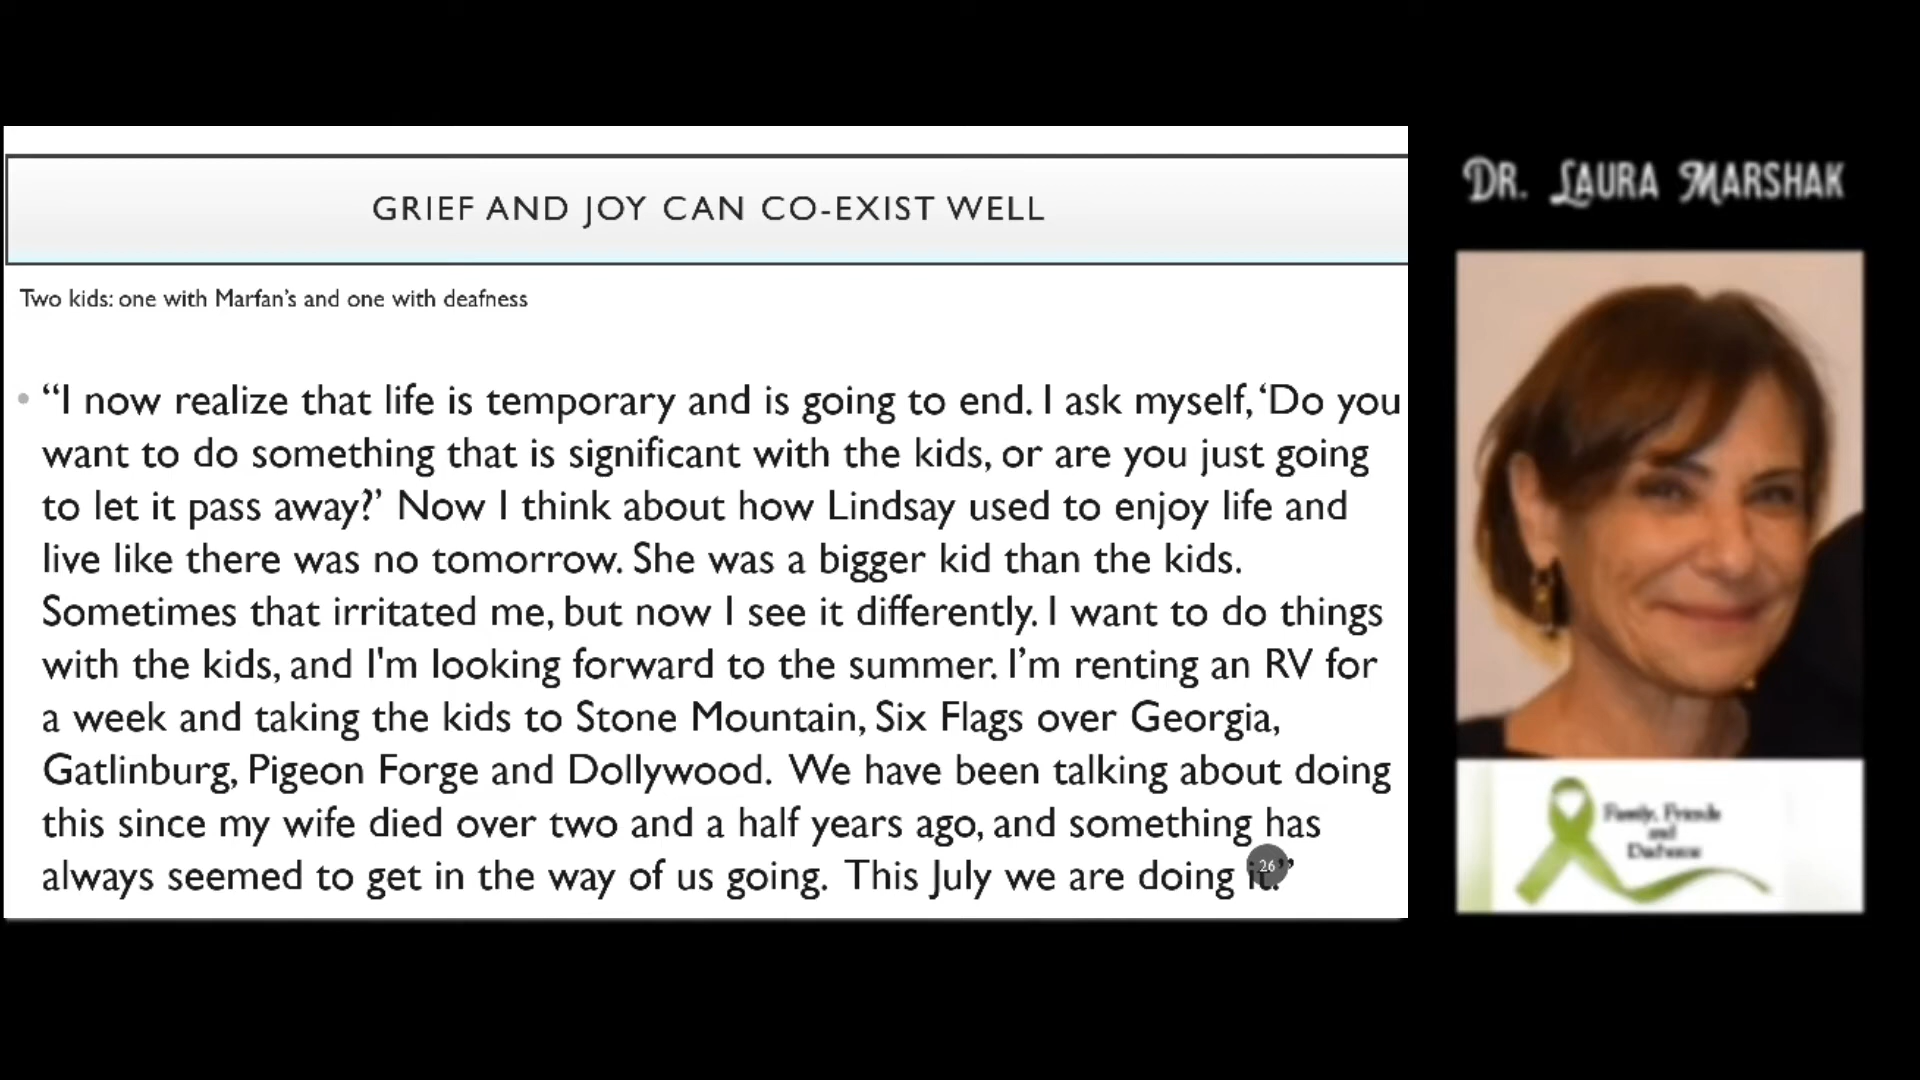 GRIEF AND JOY CAN CO-EXIST WELL
Two kids: one with Marfan's and one with deafness
• “I now realize that life is temporary and is going to end. I ask myself, ‘Do you
want to do something that is significant with the kids, or are you just going
to let it pass away?’ Now I think about how Lindsay used to enjoy life and
live like there was no tomorrow. She was a bigger kid than the kids.
Sometimes that irritated me, but now I see it differently. I want to do things
with the kids, and I'm looking forward to the summer. I’m renting an RV for
a week and taking the kids to Stone Mountain, Six Flags over Georgia,
Gatlinburg, Pigeon Forge and Dollywood. We have been talking about doing
this since my wife died over two and a half years ago, and something has
always seemed to get in the way of us going. This July we are doing it.”
26
DR. LAURA MARSHAK
Family, Friends
and